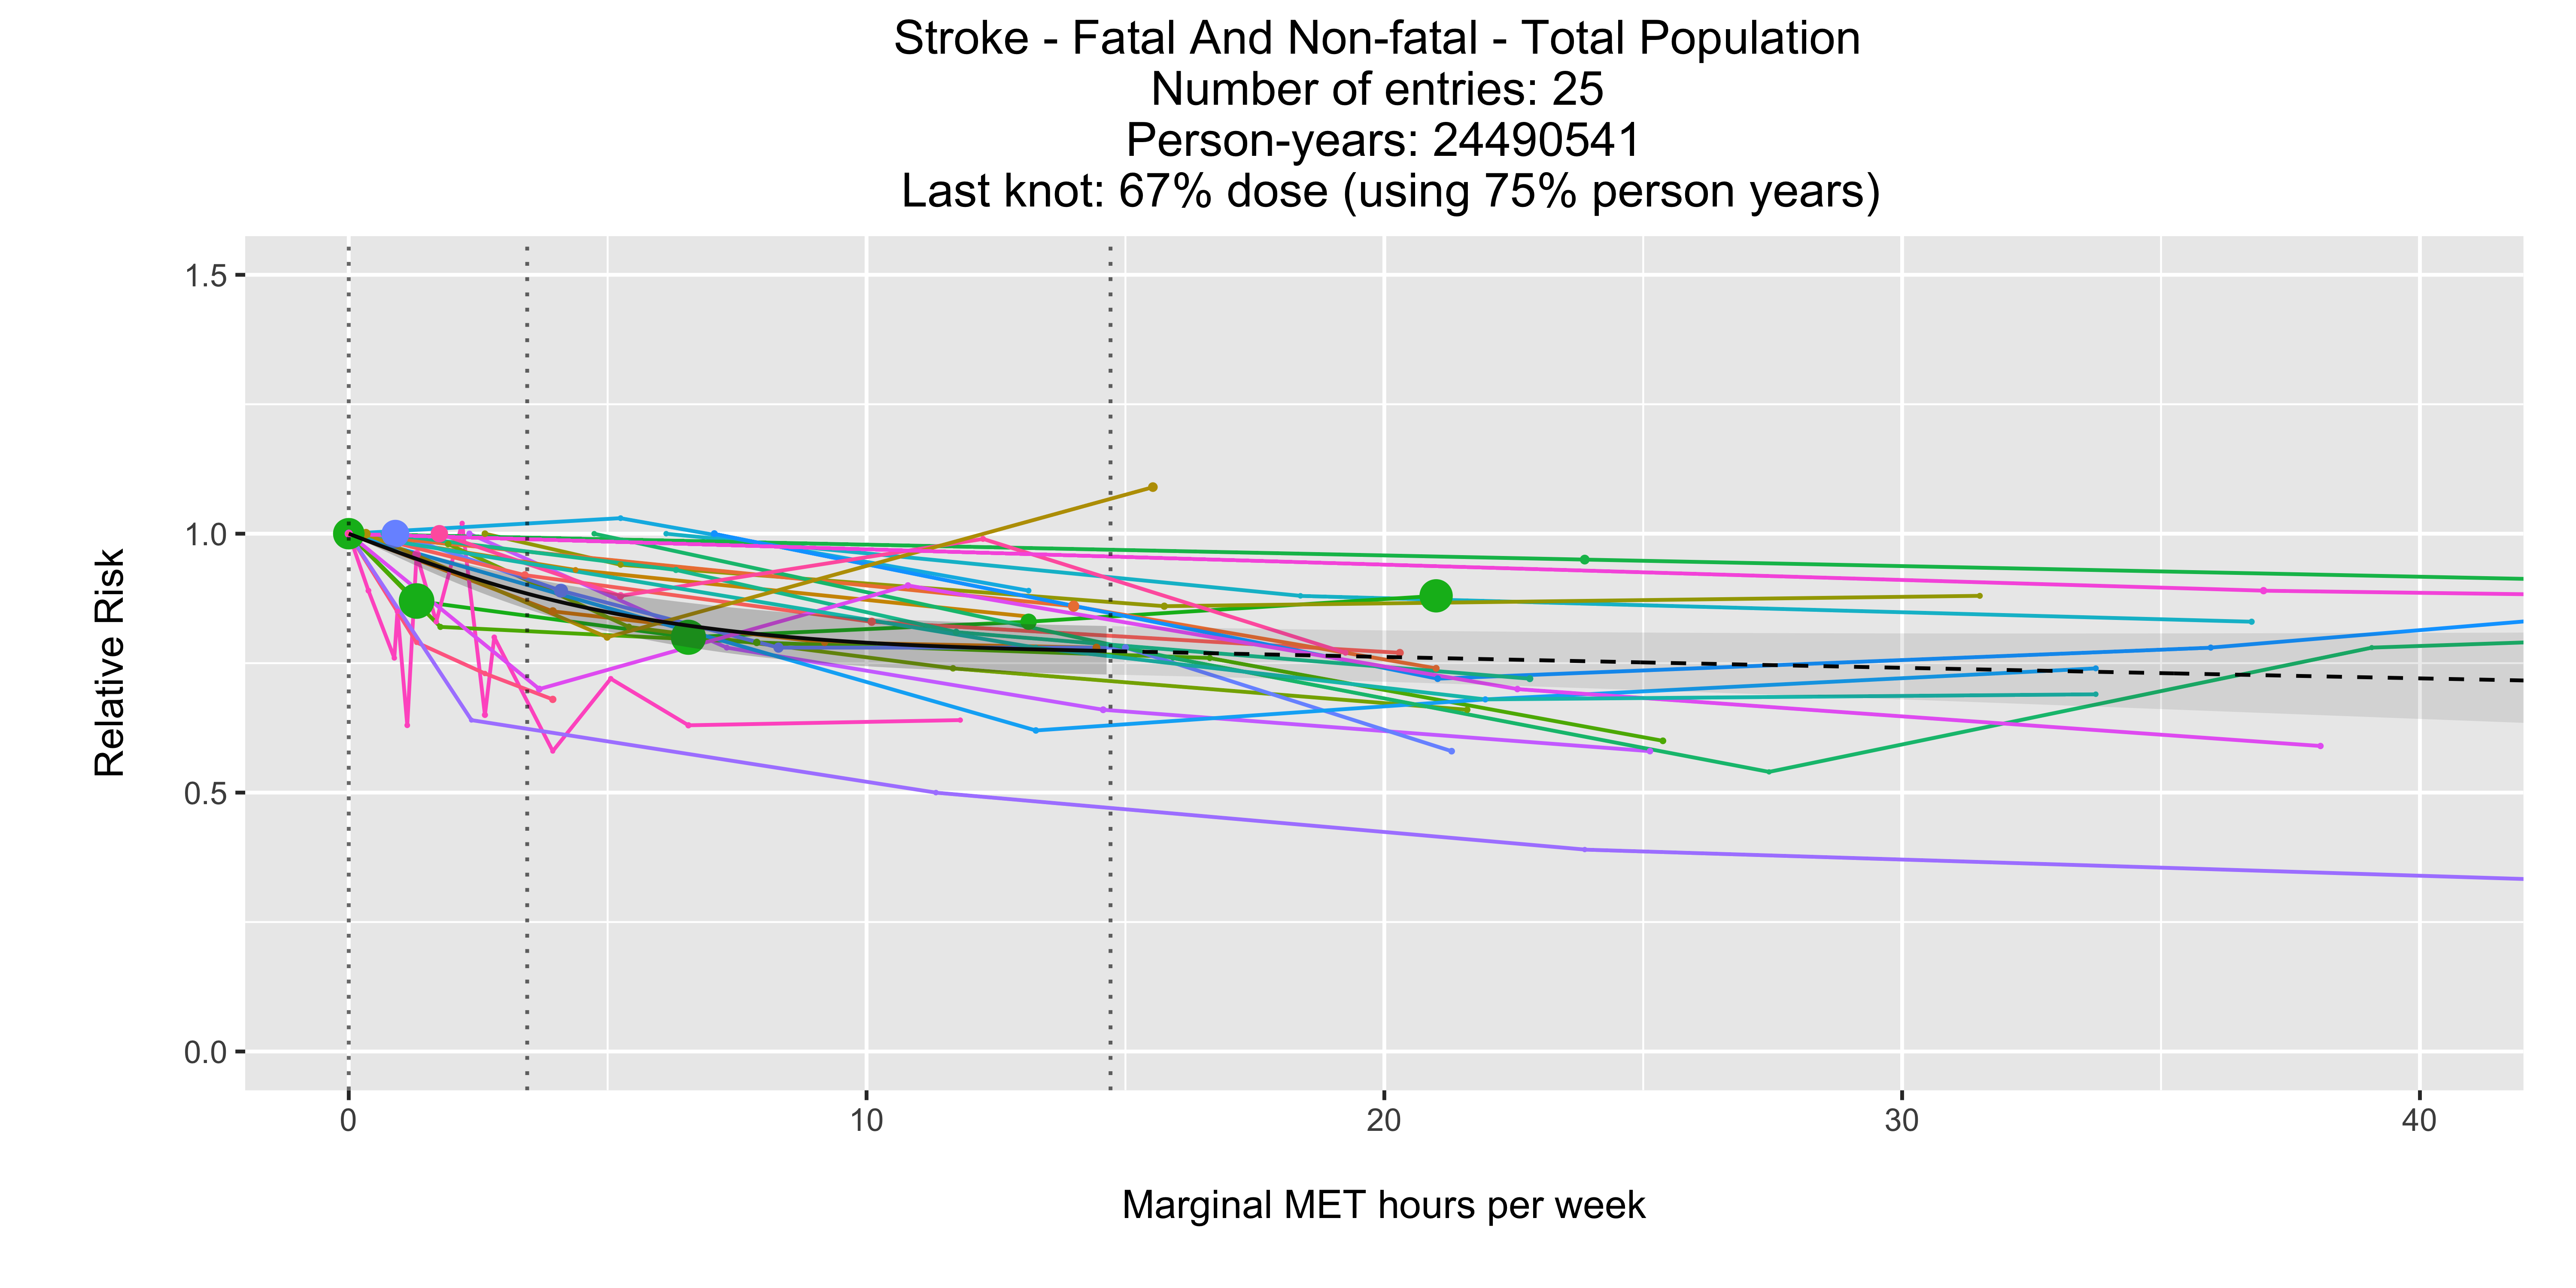 Stroke - Fatal And Non-fatal - Total Population
Number of entries: 25
Person-years: 24490541
Last knot: 67% dose (using 75% person years)
1.5
1.0
0.5
0.0
Relative Risk
0
10
20
30
40
Marginal MET hours per week